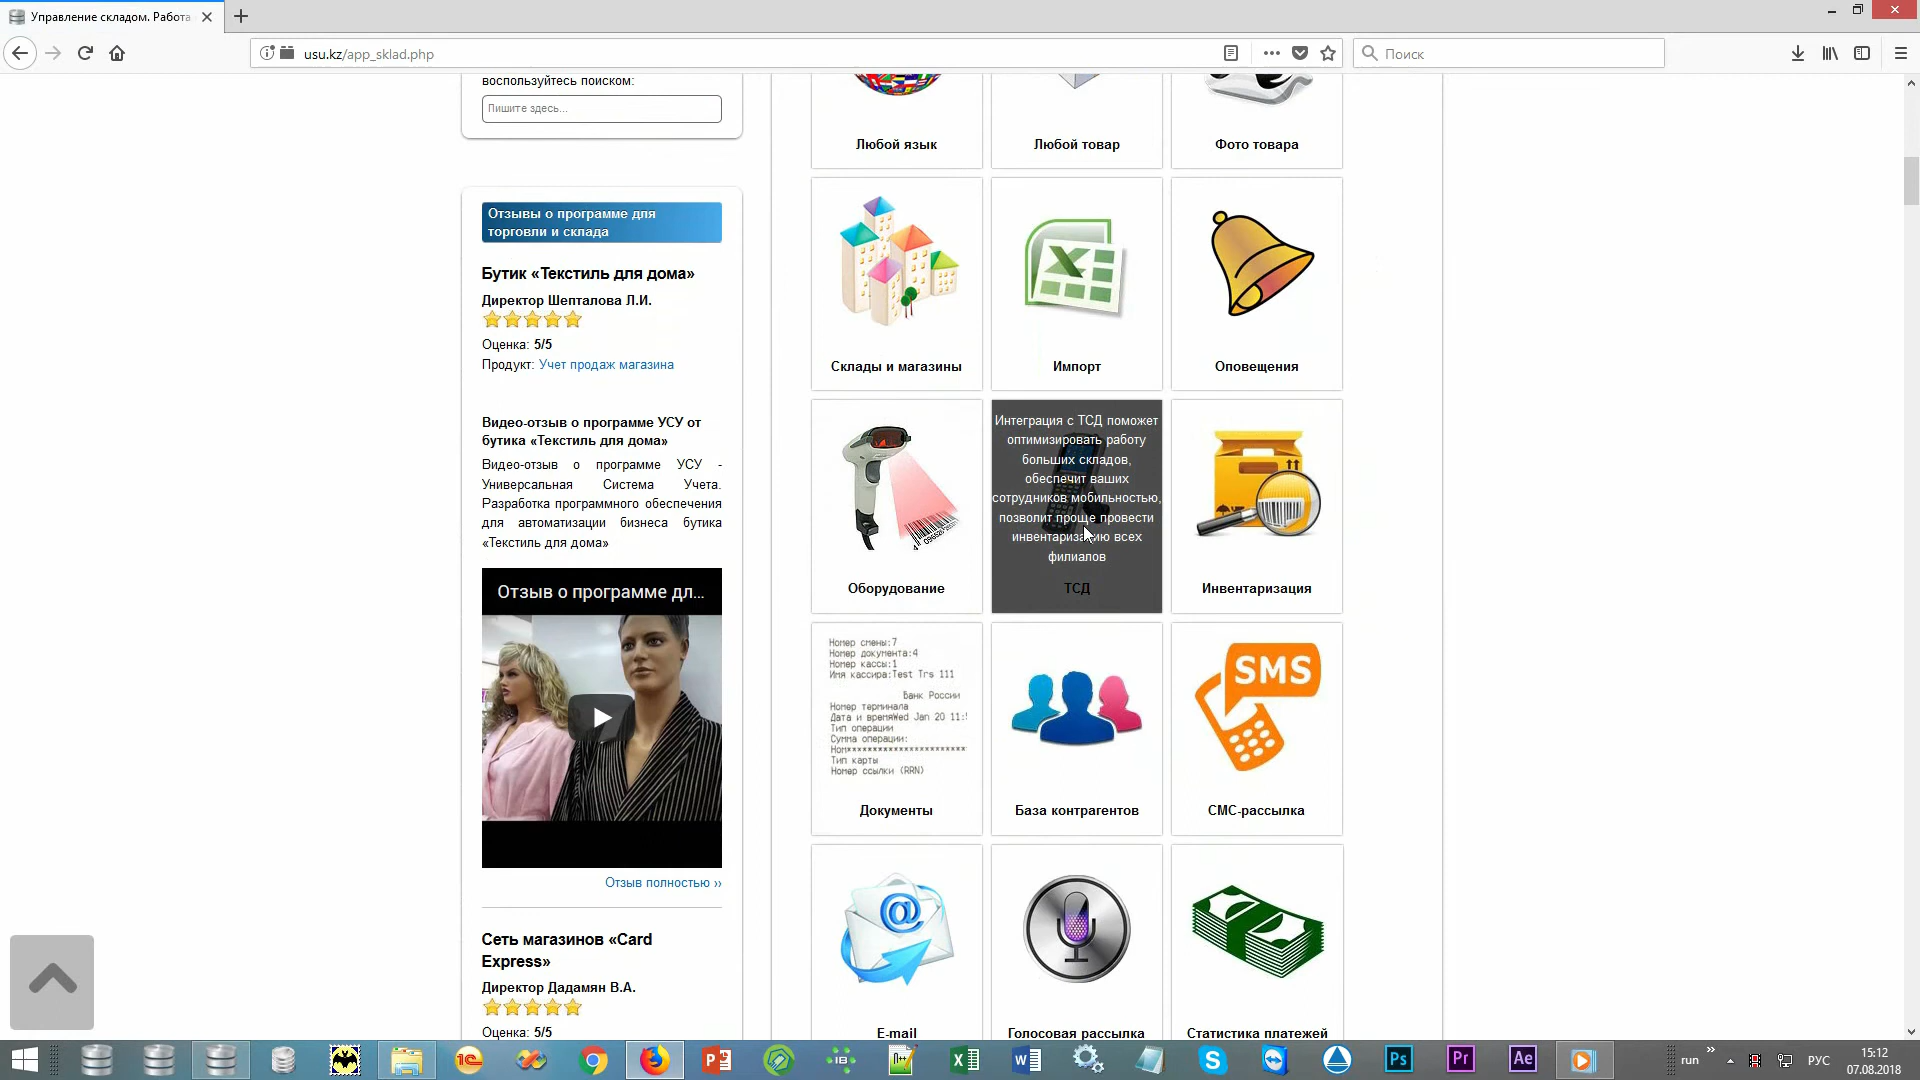 Управление складом. Работа
usu.kz/app_sklad.php
Поиск
воспользуйтесь поиском:
Пишите здесь...
Отзывы о программе для
торговли и склада
Бутик «Текстиль для дома»
Директор Шепталова Л.И.
Оценка: 5/5
Продукт: Учет продаж магазина
Видео-отзыв о программе УСУ от
бутика «Текстиль для дома»
Видео-отзыв о программе УСУ -
Универсальная Система Учета.
Разработка программного обеспечения
для автоматизации бизнеса бутика
«Текстиль для дома»
Отзыв о программе дл...
Отзыв полностью ››
Сеть магазинов «Card
Express»
Директор Дадамян В.А.
Оценка: 5/5
Любой язык
Любой товар
Фото товара
Склады и магазины
Импорт
Оповещения
Оборудование
Интеграция с ТСД поможет
оптимизировать работу
больших складов,
обеспечит ваших
сотрудников мобильностью,
позволит проще провести
инвентаризацию всех
филиалов
ТСД
Инвентаризация
Номер смены:7
Номер документа:4
Номер кассы:1
Имя кассира:Test Trs 111
Банк России
Номер терминала
Дата и времяWed Jan 20 11:5
Тип операции
Сумма операции:
Ном***********************
Тип карты
Номер ссылки (RRN)
Документы
База контрагентов
SMS
СМС-рассылка
@
E-mail
Голосовая рассылка
Статистика платежей
run
РУС
15:12
07.08.2018